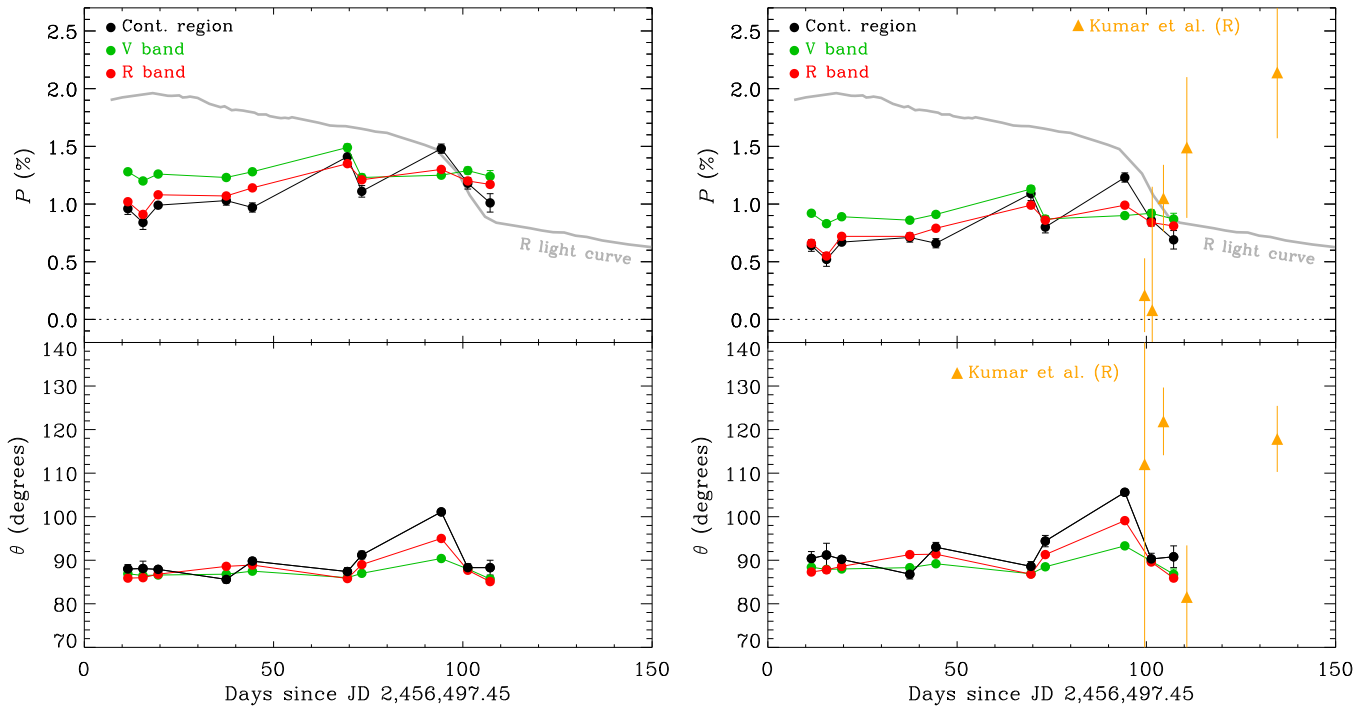 2.5
2.0
1.5
1.0
0.5
0.0
P (%)
Cont. region
V band
R band
R light curve
140
130
120
110
100
90
80
70
θ (degrees)
0
50
100
150
Days since JD 2,456,497.45
2.5
2.0
1.5
1.0
0.5
0.0
P (%)
Cont. region
V band
R band
Kumar et al. (R)
R light curve
140
130
120
110
100
90
80
70
θ (degrees)
Kumar et al. (R)
0
50
100
150
Days since JD 2,456,497.45